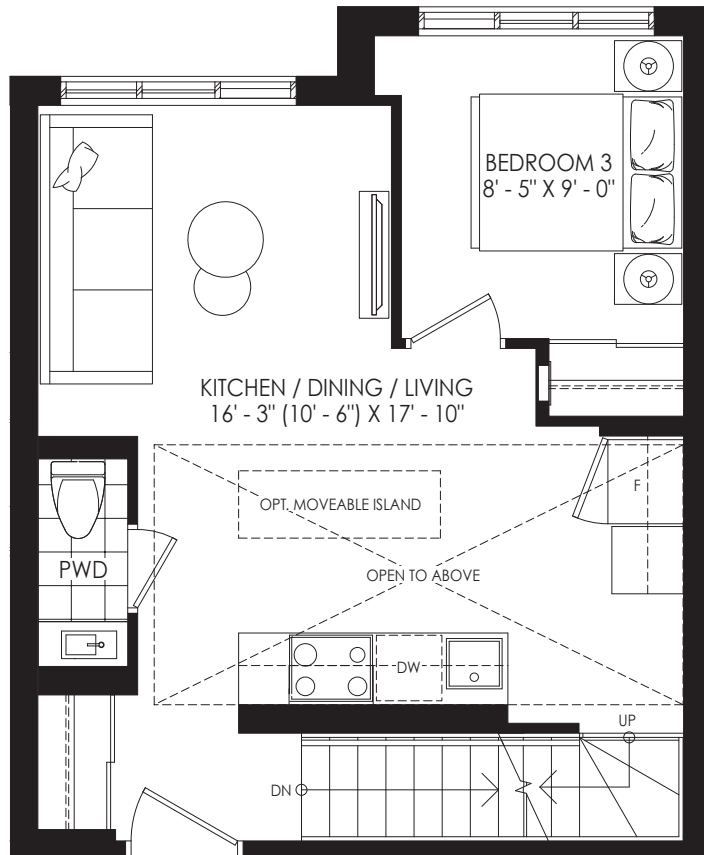 BEDROOM 3
8' - 5" X 9' - 0"
KITCHEN / DINING / LIVING
16' - 3" (10' - 6") X 17' - 10"
F
OPT. MOVEABLE ISLAND
PWD
OPEN TO ABOVE
DW
UP
DN